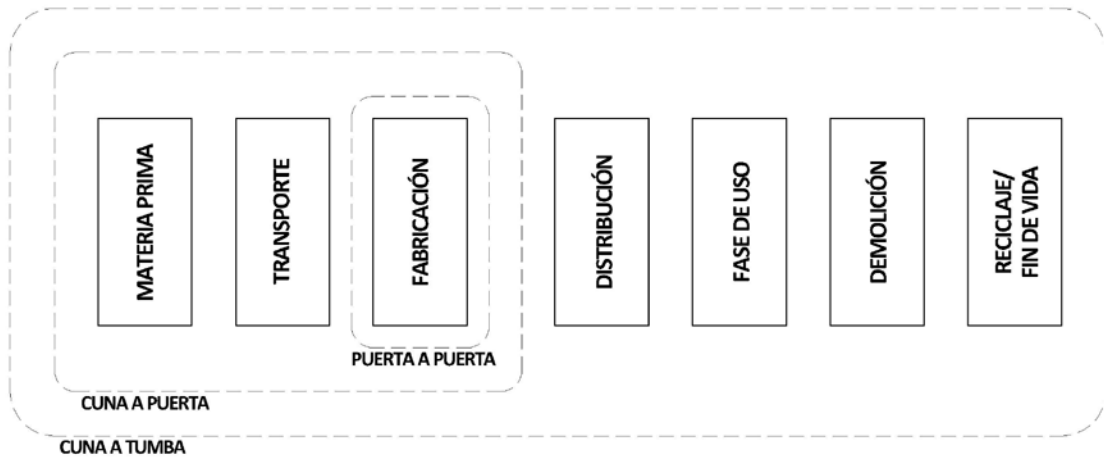 MATERIA PRIMA
TRANSPORTE
FABRICACIÓN
DISTRIBUCIÓN
FASE DE USO
DEMOLICIÓN
RECICLAJE/
FIN DE VIDA
PUERTA A PUERTA
CUNA A PUERTA
CUNA A TUMBA